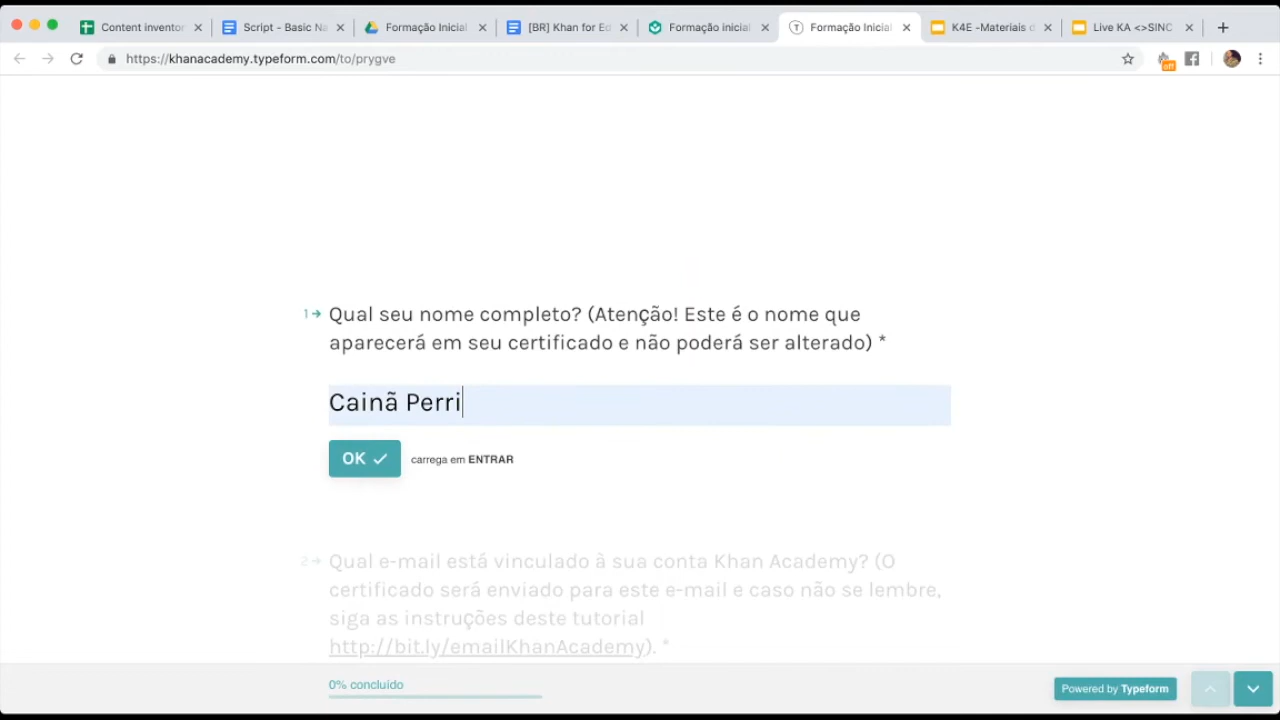 Content inventor
Script - Basic Na
Formação Inicial
[BR] Khan for Ed
Formação inicial
Formação Inicial
K4E -Materiais d
Live KA <>SINC
https://khanacademy.typeform.com/to/prygve
off
1 Qual seu nome completo? (Atenção! Este é o nome que
aparecerá em seu certificado e não poderá ser alterado) *
Cainã Perri
OK carrega em ENTRAR
2 Qual e-mail está vinculado à sua conta Khan Academy? (O
certificado será enviado para este e-mail e caso não se lembre,
siga as instruções deste tutorial
http://bit.ly/emailKhanAcademy). *
0% concluído
Powered by Typeform